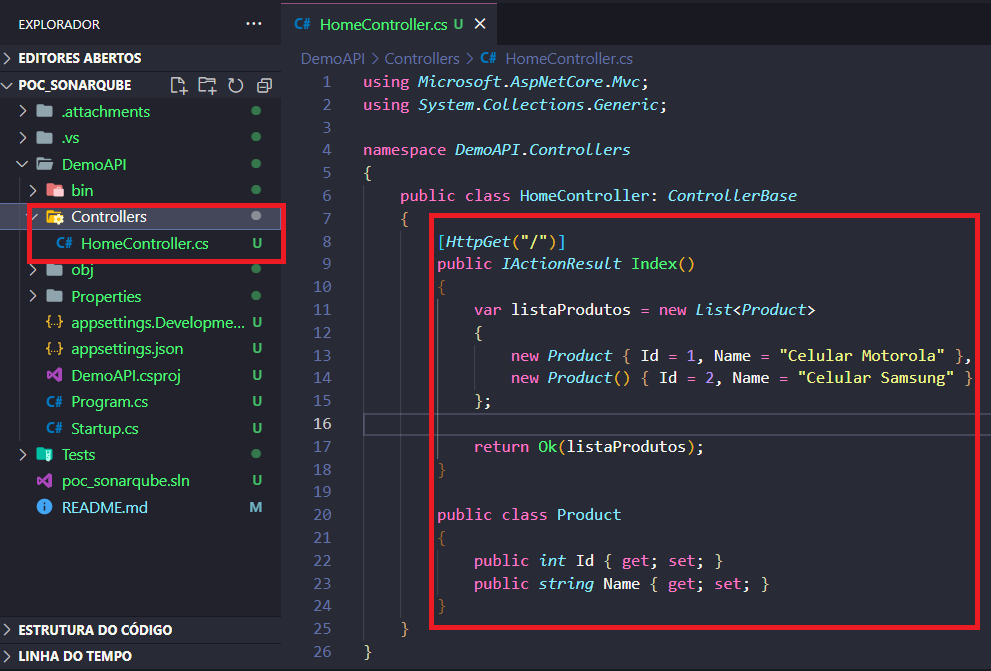 EXPLORADOR ···
EDITORES ABERTOS
POC_SONARQUBE
.attachments
.vs
DemoAPI
bin
Controllers
C# HomeController.cs U
obj
Properties
{..} appsettings.Developme... U
{..} appsettings.json U
DemoAPI.csproj U
C# Program.cs U
C# Startup.cs U
Tests
poc_sonarqube.sln U
README.md M
ESTRUTURA DO CÓDIGO
LINHA DO TEMPO
C# HomeController.cs U
DemoAPI > Controllers > C# HomeController.cs
1 using Microsoft.AspNetCore.Mvc;
2 using System.Collections.Generic;
3
4 namespace DemoAPI.Controllers
5 {
6 public class HomeController: ControllerBase
7 {
8 [HttpGet("/")]
9 public IActionResult Index()
10 {
11 var listaProdutos = new List<Product>
12 {
13 new Product { Id = 1, Name = "Celular Motorola" },
14 new Product() { Id = 2, Name = "Celular Samsung" }
15 };
16
17 return Ok(listaProdutos);
18 }
19
20 public class Product
21 {
22 public int Id { get; set; }
23 public string Name { get; set; }
24 }
25 }
26 }